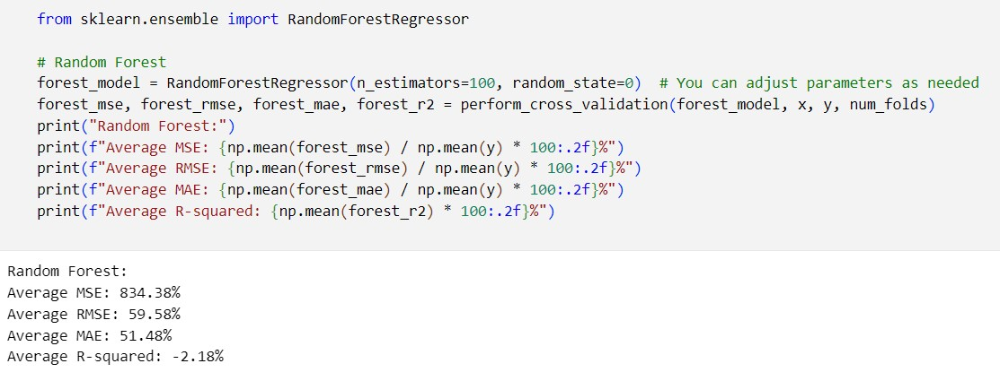 from sklearn.ensemble import RandomForestRegressor
# Random Forest
forest_model = RandomForestRegressor(n_estimators=100, random_state=0)  # You can adjust parameters as needed
forest_mse, forest_rmse, forest_mae, forest_r2 = perform_cross_validation(forest_model, x, y, num_folds)
print("Random Forest:")
print(f"Average MSE: {np.mean(forest_mse) / np.mean(y) * 100:.2f}%")
print(f"Average RMSE: {np.mean(forest_rmse) / np.mean(y) * 100:.2f}%")
print(f"Average MAE: {np.mean(forest_mae) / np.mean(y) * 100:.2f}%")
print(f"Average R-squared: {np.mean(forest_r2) * 100:.2f}%")
Random Forest:
Average MSE: 834.38%
Average RMSE: 59.58%
Average MAE: 51.48%
Average R-squared: -2.18%